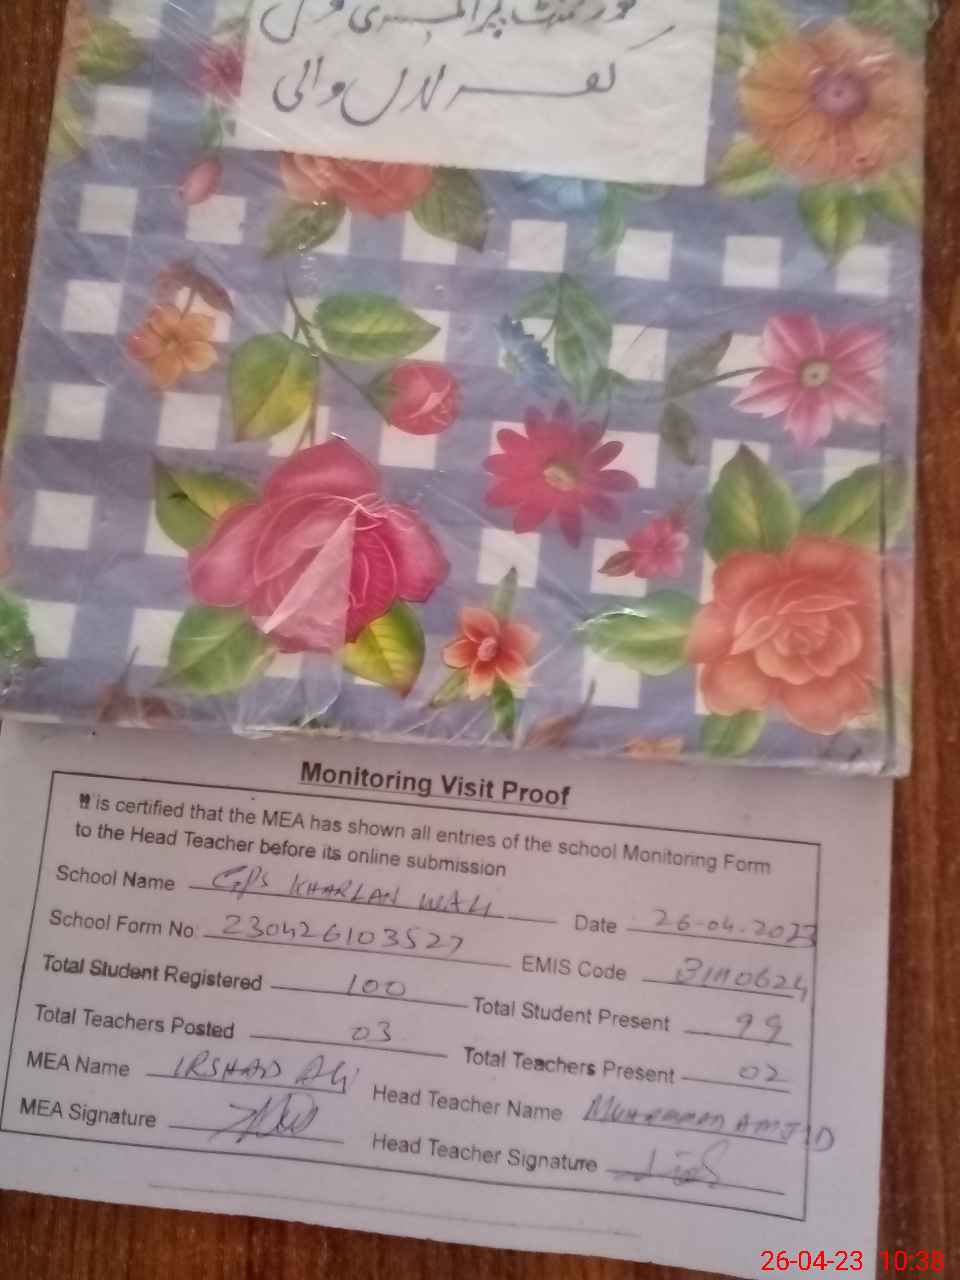 گورنمنٹ پرائمری سکول
کھرلاں والی
Monitoring Visit Proof
It is certified that the MEA has shown all entries of the school Monitoring Form
to the Head Teacher before its online submission
School Name GPS KHARLAN WALI Date 26-04-2023
School Form No: 230426103527 EMIS Code
Total Student Registered 100 Total Student Present 99
Total Teachers Posted 03 Total Teachers Present 02
MEA Name IRSHAD Ali Head Teacher Name MUHAMMAD AMJID
MEA Signature
Head Teacher Signature
26-04-23 10:38